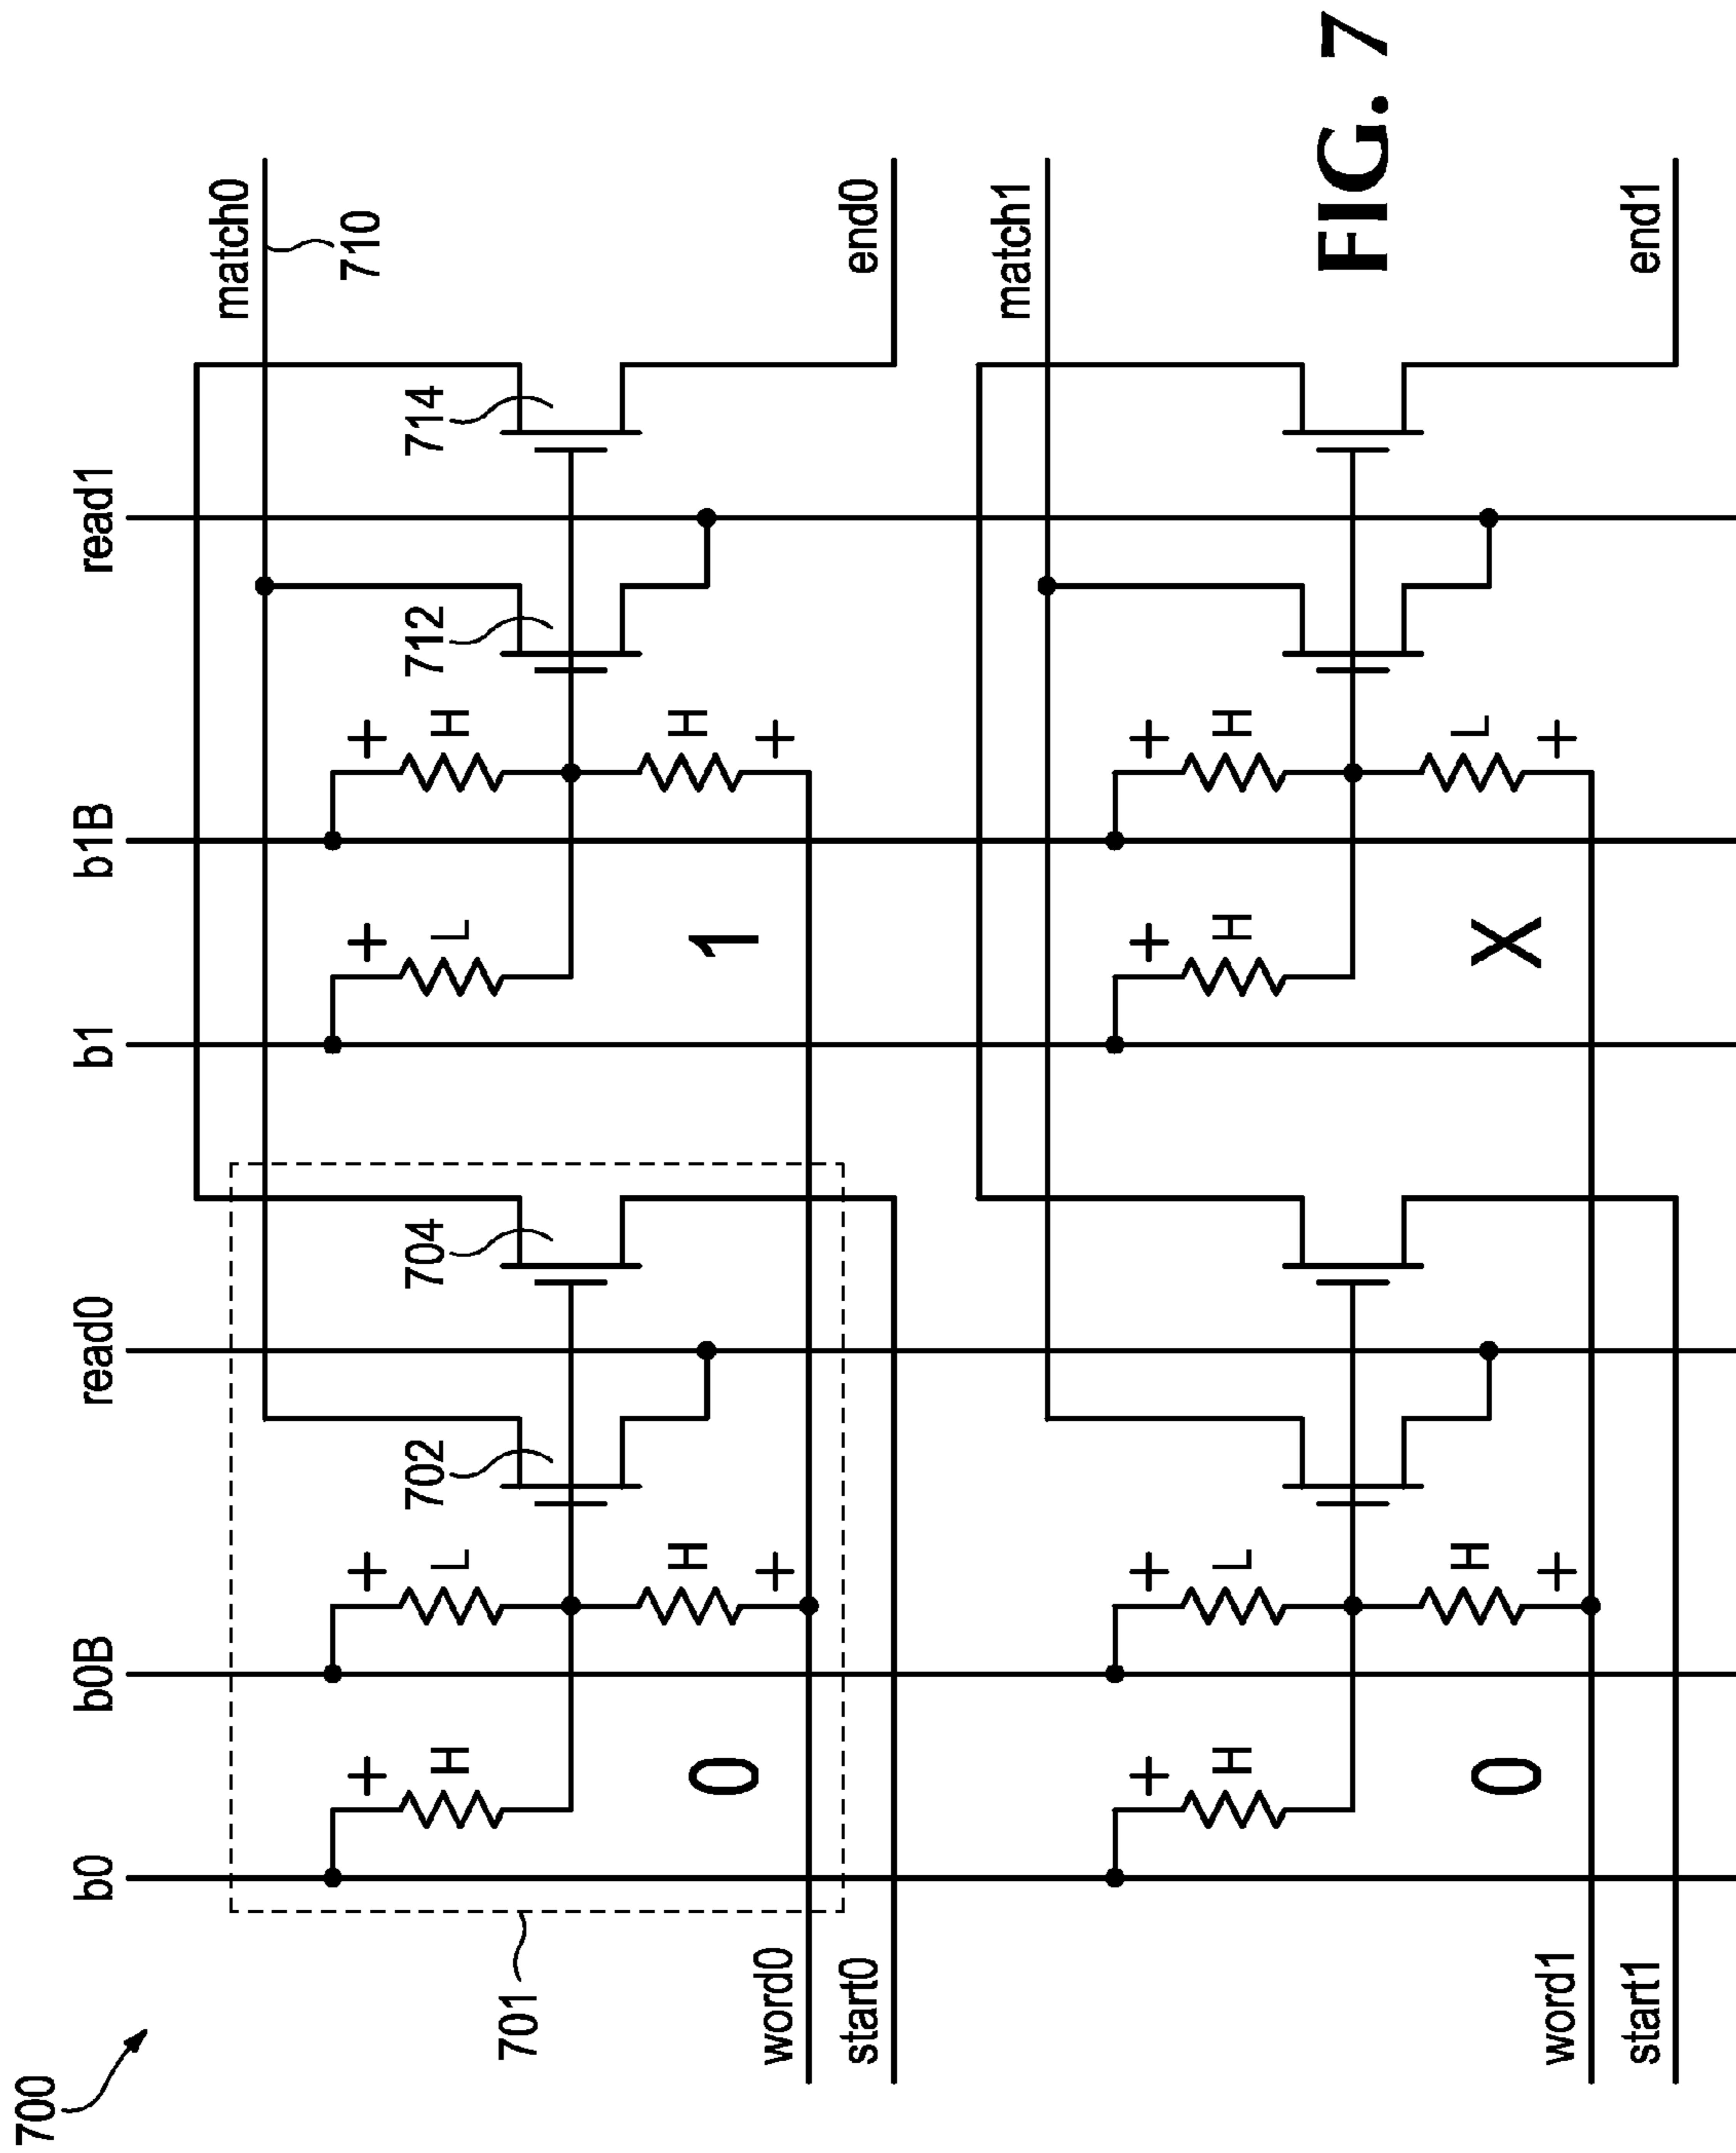 700
b0 b0B read0 b1 b1B read1
match0
710
701
702 704 712 714
+ + + +
H L L H
H H
+ +
0 1
word0
start0 end0
match1
+ + + +
H L H H
H L
+ +
0 X
word1
start1 end1
FIG. 7